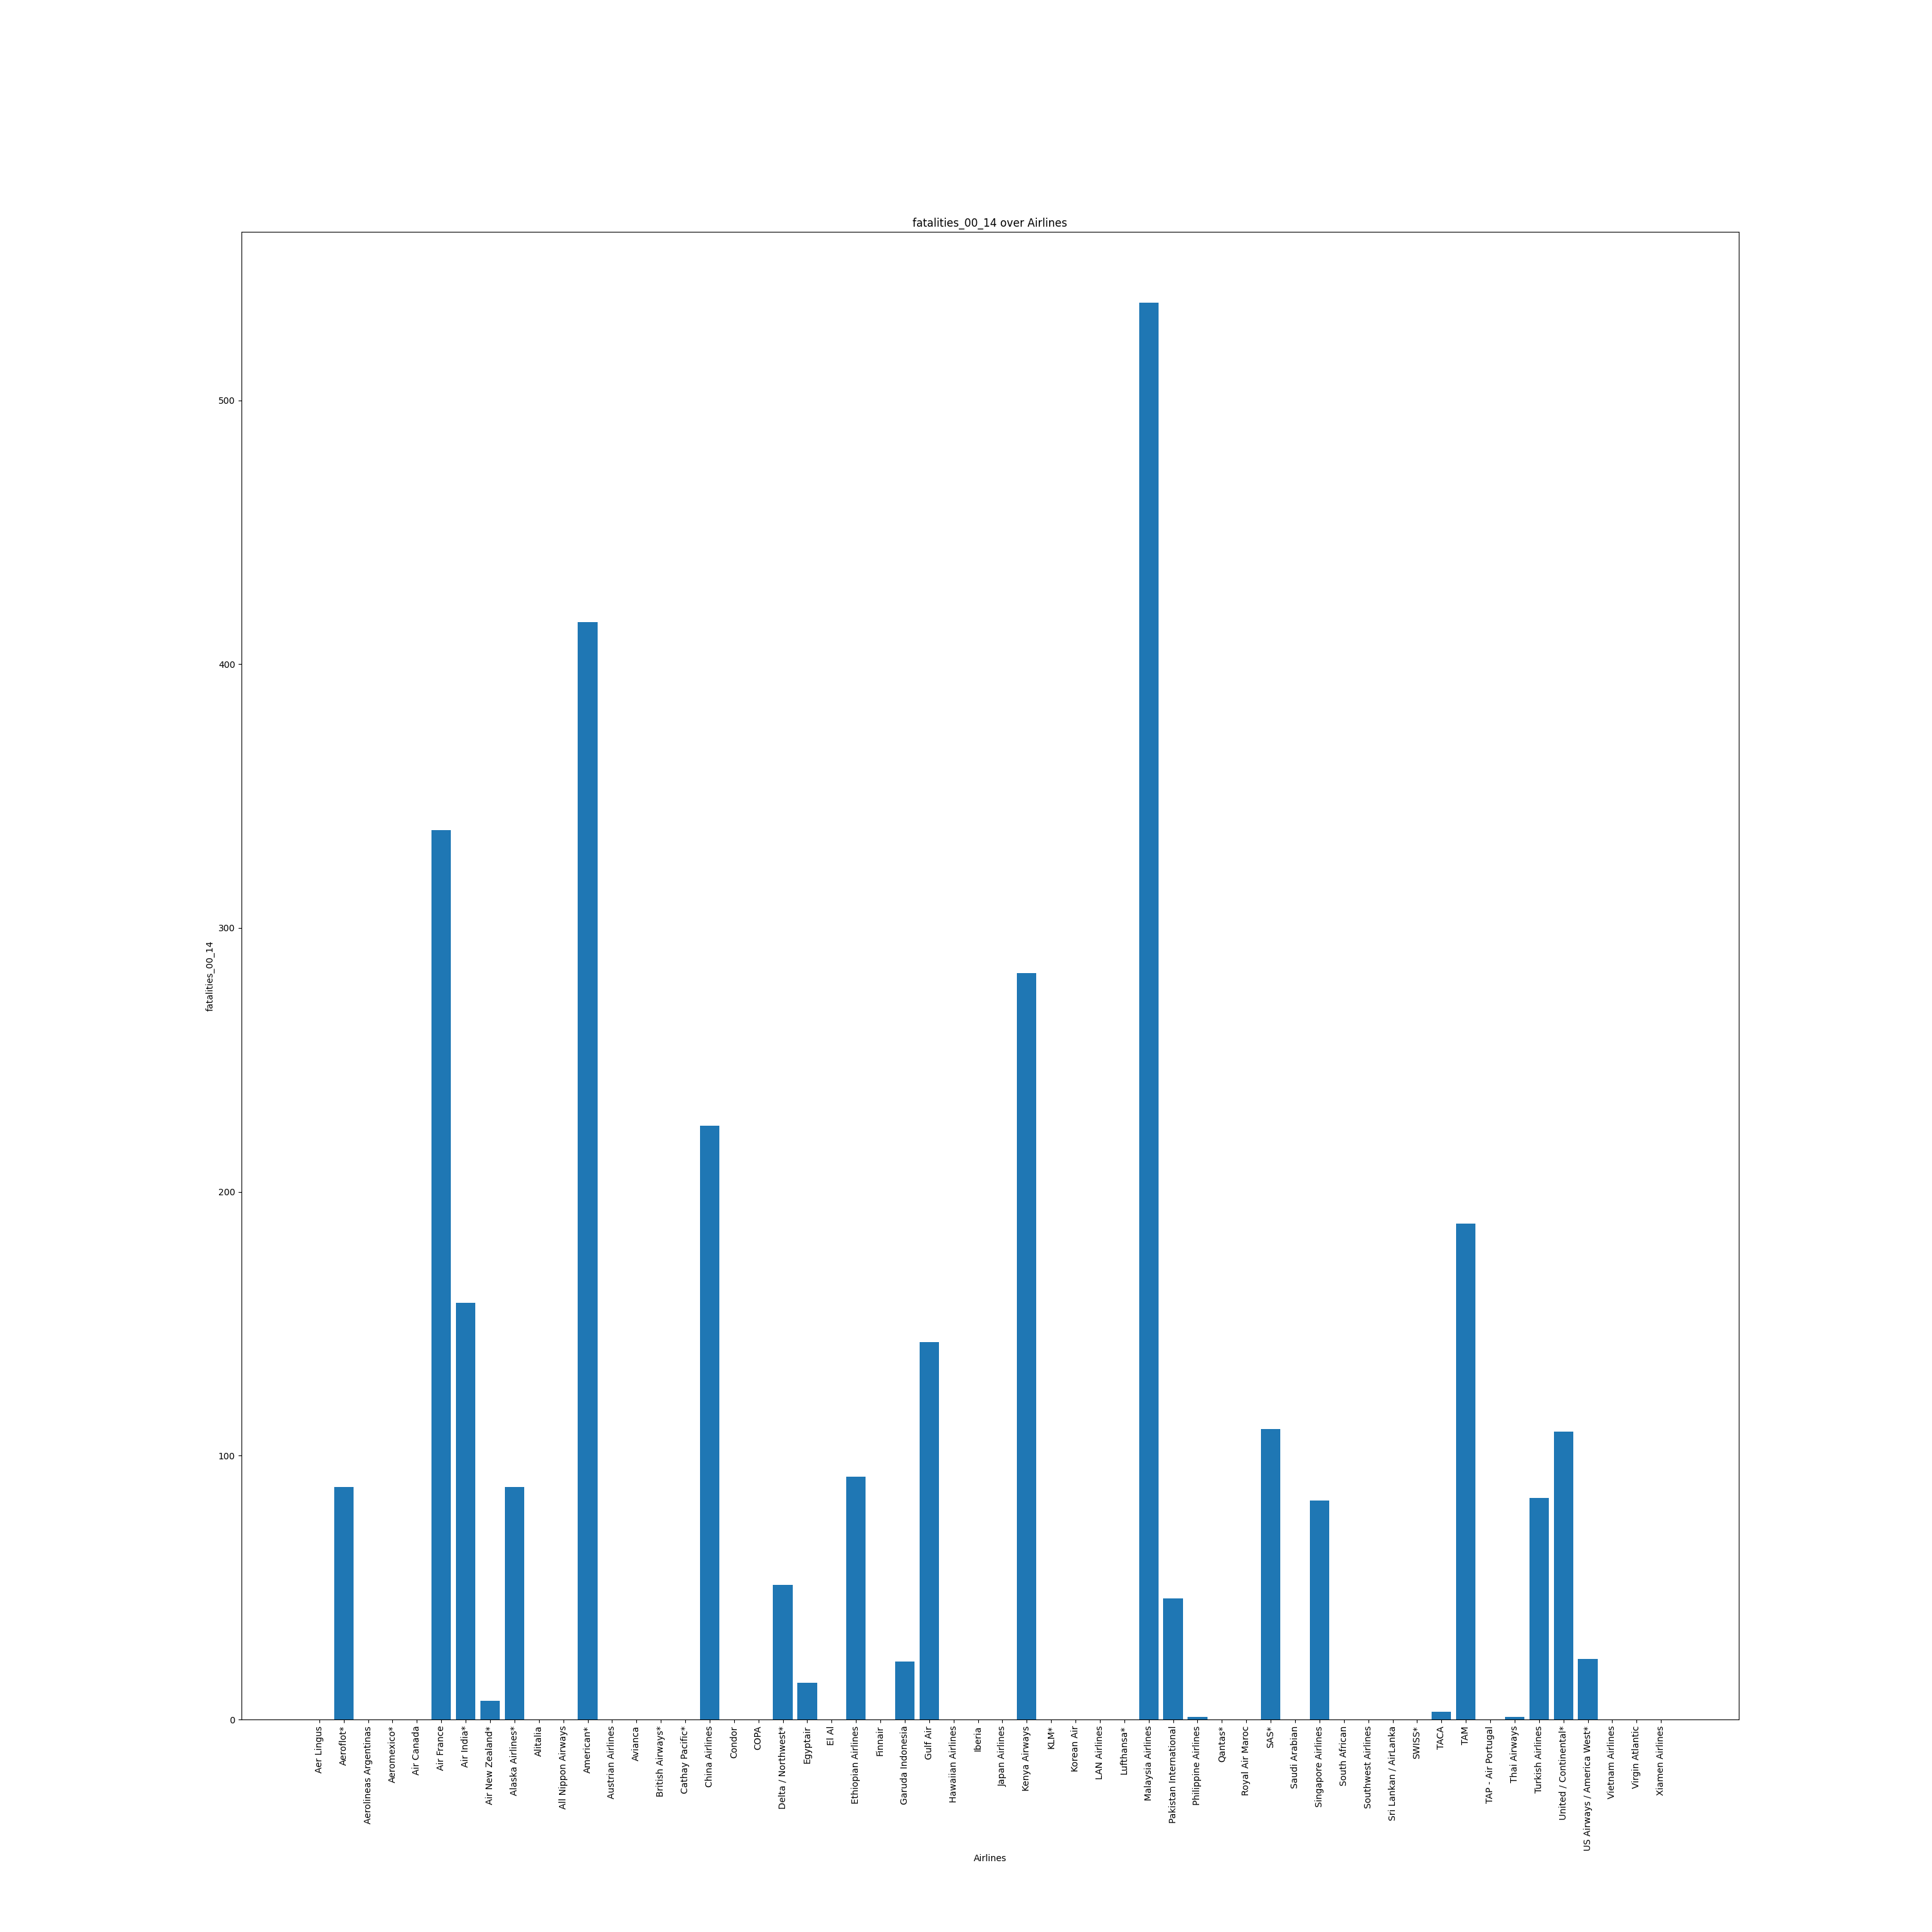 fatalities_00_14 over Airlines
fatalities_00_14
500
400
300
200
100
0
Aer Lingus
Aeroflot*
Aerolineas Argentinas
Aeromexico*
Air Canada
Air France
Air India*
Air New Zealand*
Alaska Airlines*
Alitalia
All Nippon Airways
American*
Austrian Airlines
Avianca
British Airways*
Cathay Pacific*
China Airlines
Condor
COPA
Delta / Northwest*
Egyptair
El Al
Ethiopian Airlines
Finnair
Garuda Indonesia
Gulf Air
Hawaiian Airlines
Iberia
Japan Airlines
Kenya Airways
KLM*
Korean Air
LAN Airlines
Lufthansa*
Malaysia Airlines
Pakistan International
Philippine Airlines
Qantas*
Royal Air Maroc
SAS*
Saudi Arabian
Singapore Airlines
South African
Southwest Airlines
Sri Lankan / AirLanka
SWISS*
TACA
TAM
TAP - Air Portugal
Thai Airways
Turkish Airlines
United / Continental*
US Airways / America West*
Vietnam Airlines
Virgin Atlantic
Xiamen Airlines
Airlines